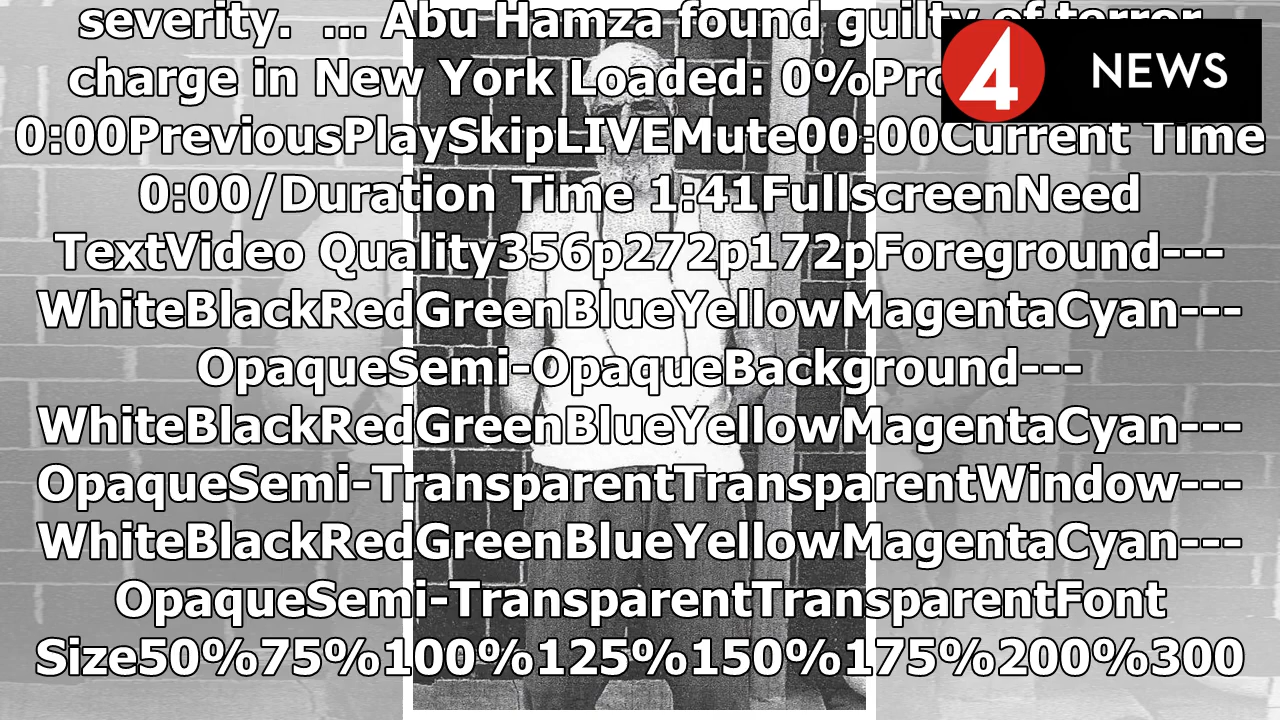 severity.  ... Abu Hamza found guilty of terror
charge in New York Loaded: 0%Pro
4 NEWS
0:00PreviousPlaySkipLIVEMute00:00Current Time
0:00/Duration Time 1:41FullscreenNeed
TextVideo Quality356p272p172pForeground---
WhiteBlackRedGreenBlueYellowMagentaCyan---
OpaqueSemi-OpaqueBackground---
WhiteBlackRedGreenBlueYellowMagentaCyan---
OpaqueSemi-TransparentTransparentWindow---
WhiteBlackRedGreenBlueYellowMagentaCyan---
OpaqueSemi-TransparentTransparentFont
Size50%75%100%125%150%175%200%300